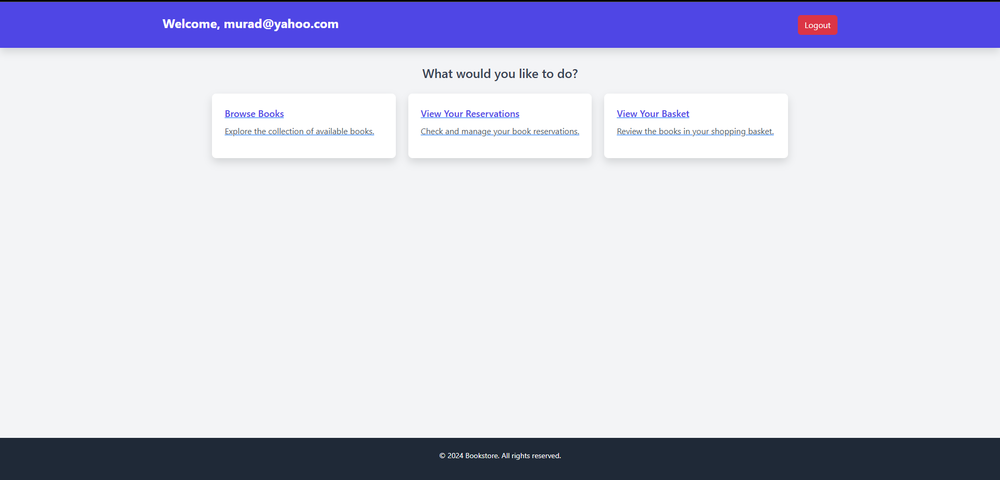 Welcome, murad@yahoo.com
Logout
What would you like to do?
Browse Books
Explore the collection of available books.
View Your Reservations
Check and manage your book reservations.
View Your Basket
Review the books in your shopping basket.
© 2024 Bookstore. All rights reserved.